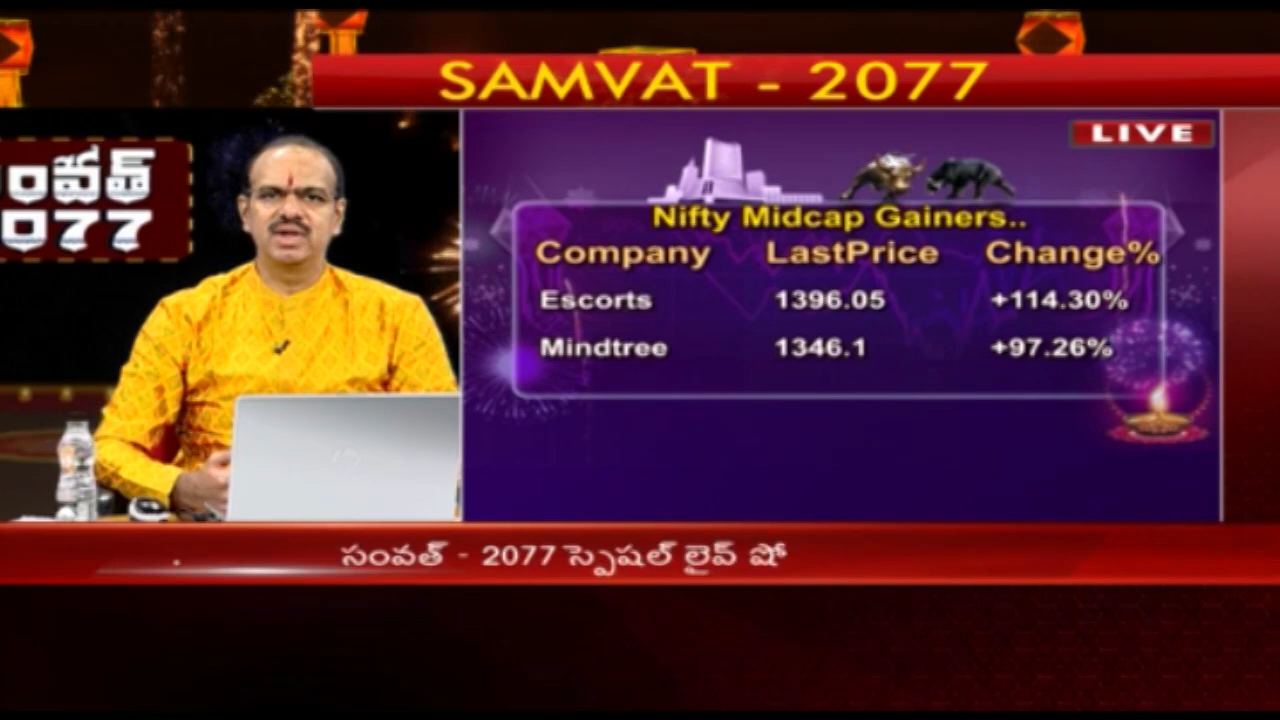 SAMVAT - 2077
LIVE
సంవత్
2077
Nifty Midcap Gainers..
Company LastPrice Change%
Escorts 1396.05 +114.30%
Mindtree 1346.1 +97.26%
సంవత్ - 2077 స్పెషల్ లైవ్ షో